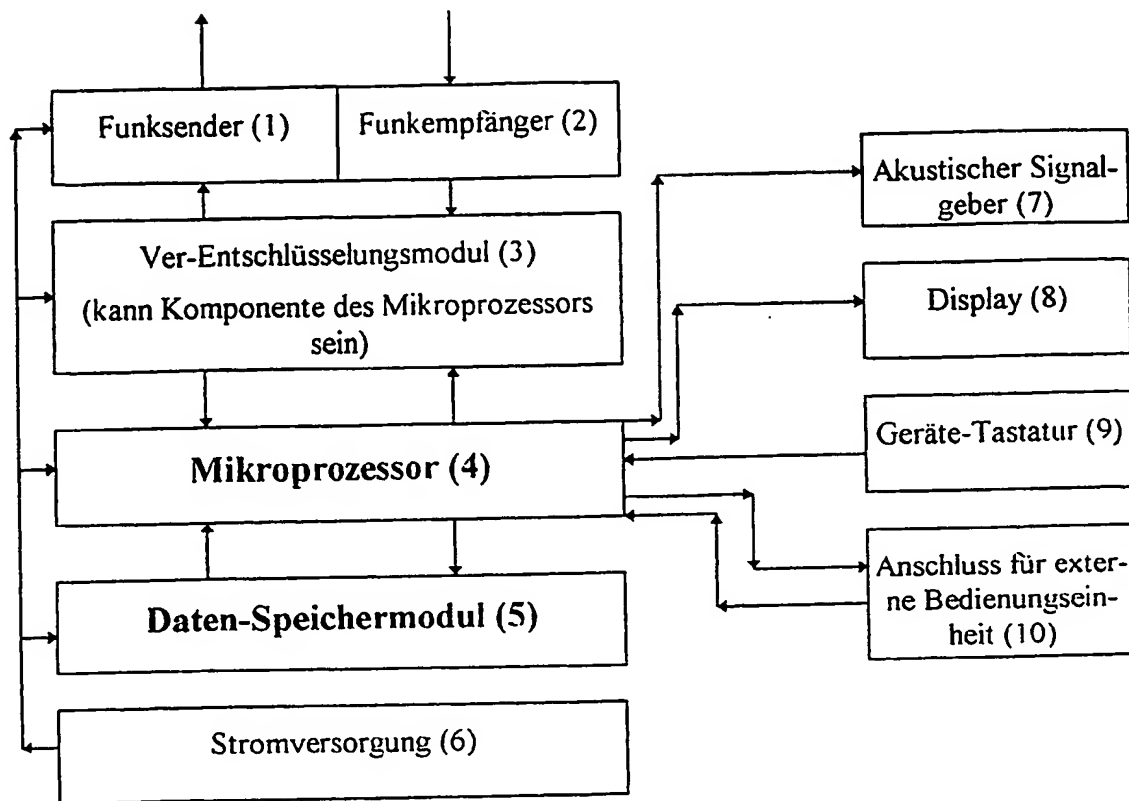 Funksender (1)
Funkempfänger (2)
Ver-Entschlüsselungsmodul (3)
(kann Komponente des Mikroprozessors
sein)
Mikroprozessor (4)
Daten-Speichermodul (5)
Stromversorgung (6)
Akustischer Signal-
geber (7)
Display (8)
Geräte-Tastatur (9)
Anschluss für exter-
ne Bedienungsein-
heit (10)